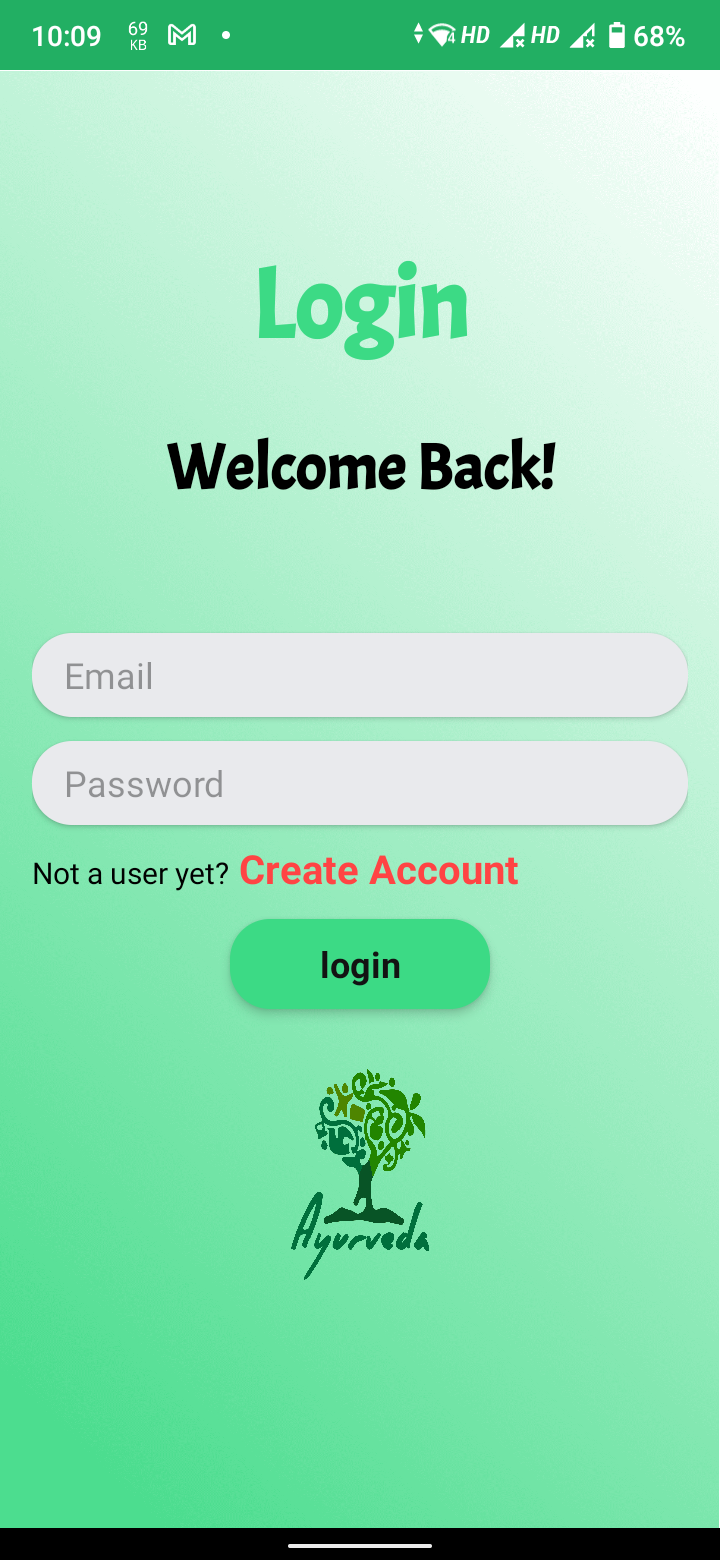 10:09 69 KB HD HD 68%
Login
Welcome Back!
Email
Password
Not a user yet? Create Account
login
Ayurveda